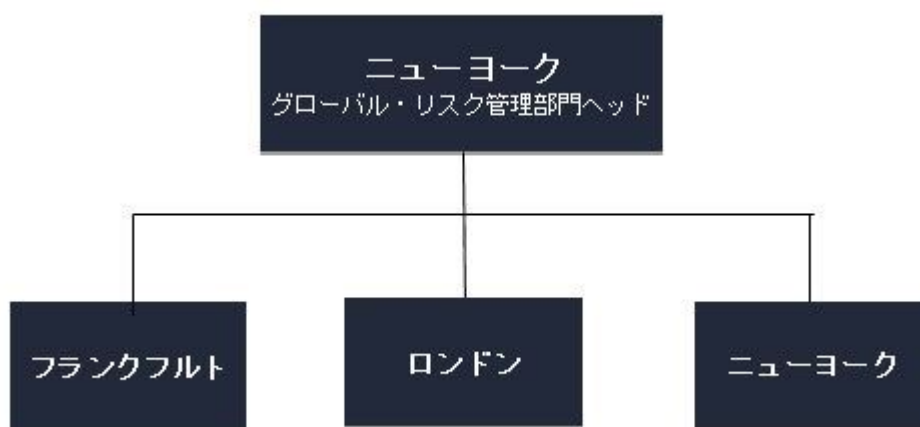 ニューヨーク
グローバル・リスク管理部門ヘッド
フランクフルト
ロンドン
ニューヨーク